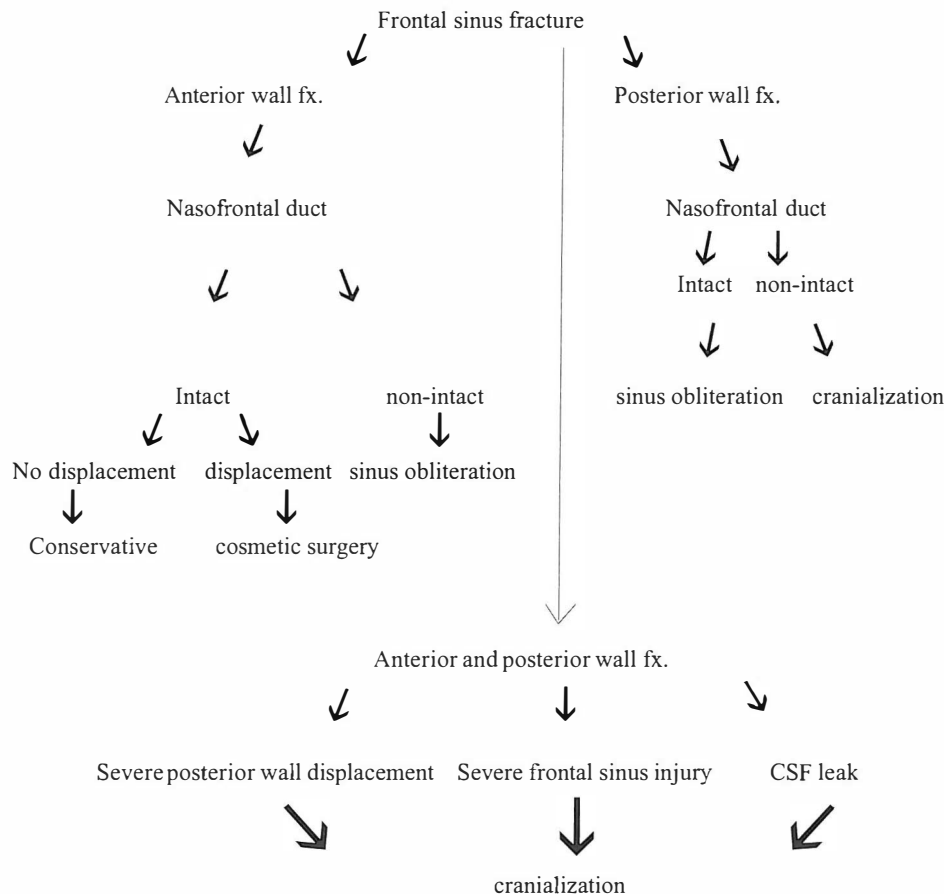 Frontal sinus fracture
Anterior wall fx.
Posterior wall fx.
Nasofrontal duct
Nasofrontal duct
Intact non-intact
Intact non-intact
sinus obliteration cranialization
No displacement displacement sinus obliteration
Conservative cosmetic surgery
Anterior and posterior wall fx.
Severe posterior wall displacement Severe frontal sinus injury CSF leak
cranialization